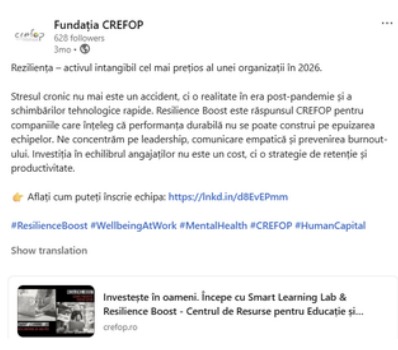 crefop
Fundația CREFOP
628 followers
3mo •
Reziliența – activul intangibil cel mai prețios al unei organizații în 2026.
Stresul cronic nu mai este un accident, ci o realitate în era post-pandemie și a
schimbărilor tehnologice rapide. Resilience Boost este răspunsul CREFOP pentru
companiile care înțeleg că performanța durabilă nu se poate construi pe epuizarea
echipelor. Ne concentrăm pe leadership, comunicare empatică și prevenirea burnout-
ului. Investiția în echilibrul angajaților nu este un cost, ci o strategie de retenție și
productivitate.
👉 Aflați cum puteți înscrie echipa: https://lnkd.in/d8EvEPmm
#ResilienceBoost #WellbeingAtWork #MentalHealth #CREFOP #HumanCapital
Show translation
Investește în oameni. Începe cu Smart Learning Lab &
Resilience Boost - Centrul de Resurse pentru Educație și...
crefop.ro